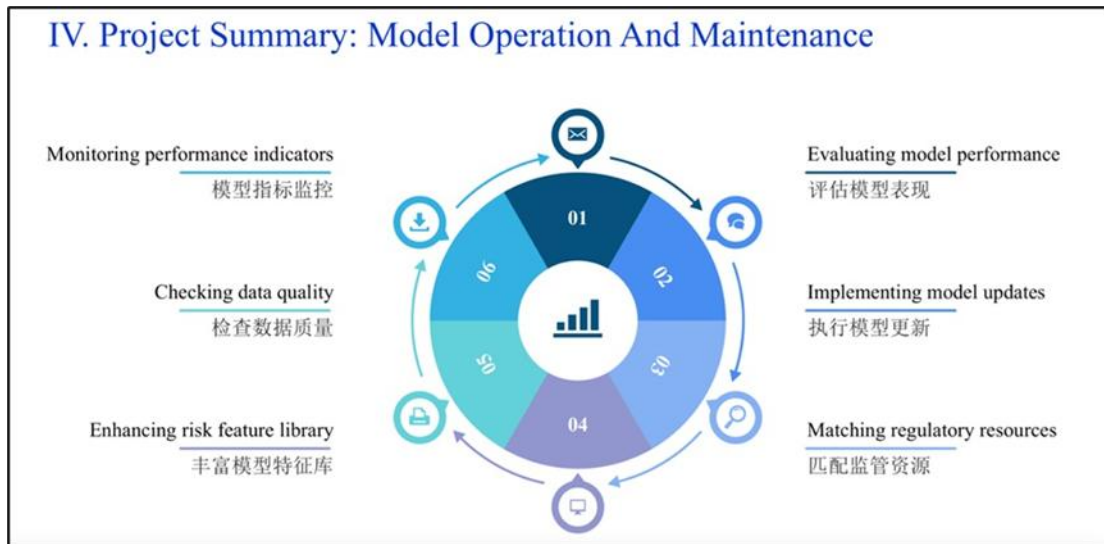 IV. Project Summary: Model Operation And Maintenance
Monitoring performance indicators
模型指标监控
Checking data quality
检查数据质量
Enhancing risk feature library
丰富模型特征库
01
02
03
04
05
06
Evaluating model performance
评估模型表现
Implementing model updates
执行模型更新
Matching regulatory resources
匹配监管资源